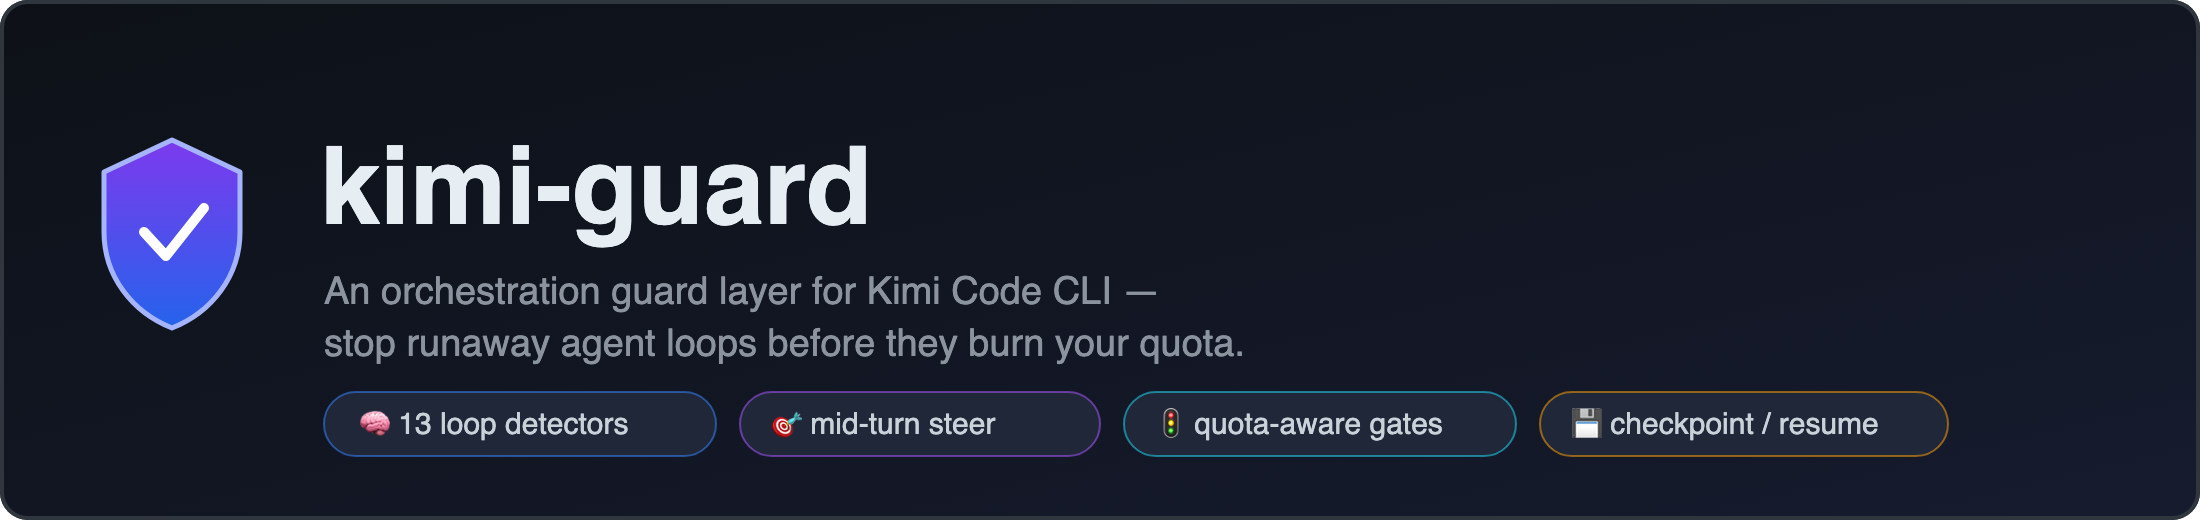 kimi-guard
An orchestration guard layer for Kimi Code CLI —
stop runaway agent loops before they burn your quota.
🧠 13 loop detectors
🎯 mid-turn steer
🚦 quota-aware gates
💾 checkpoint / resume